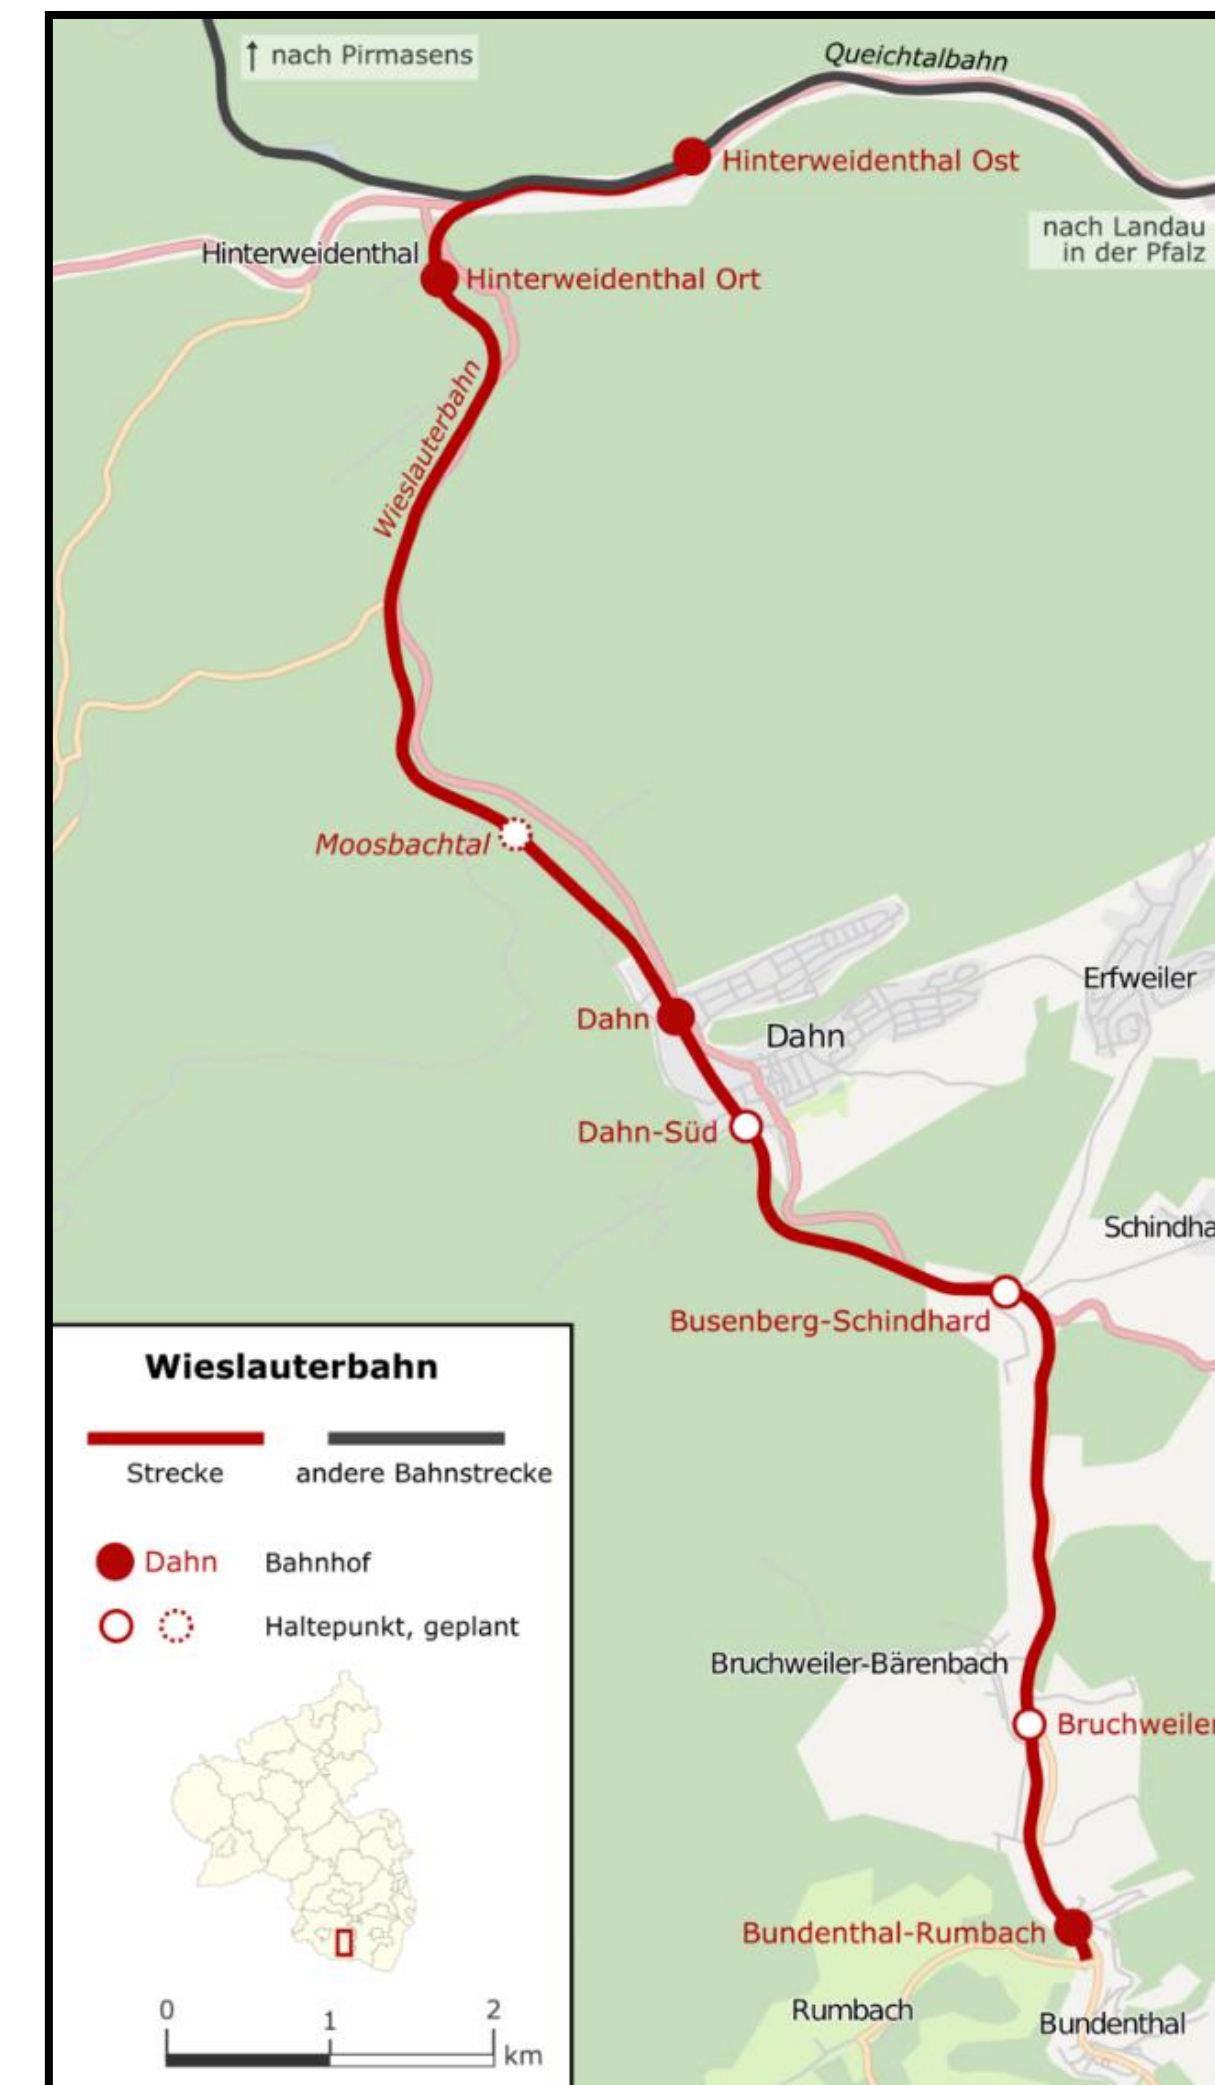 ↑ nach Pirmasens
Queichtalbahn
Hinterweidenthal Ost
nach Landau
in der Pfalz
Hinterweidenthal
Hinterweidenthal Ort
Wieslauterbahn
Moosbachtal
Erfweiler
Dahn
Dahn
Dahn-Süd
Schindha
Busenberg-Schindhard
Wieslauterbahn
Strecke
andere Bahnstrecke
Dahn
Bahnhof
Haltepunkt, geplant
Bruchweiler-Bärenbach
Bruchweiler
Bundenthal-Rumbach
Rumbach
Bundenthal
0
1
2
km